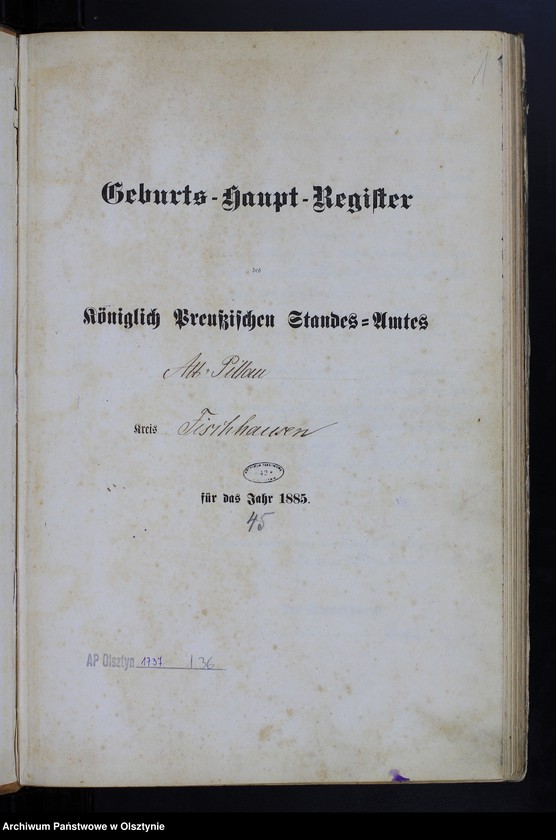 1
Geburts-Haupt-Register
des
Königlich Preußischen Standes-Amtes
Alt-Pillau
Kreis Fischhausen
für das Jahr 1885.
45
AP Olsztyn 1737 / 36
Archiwum Państwowe w Olsztynie